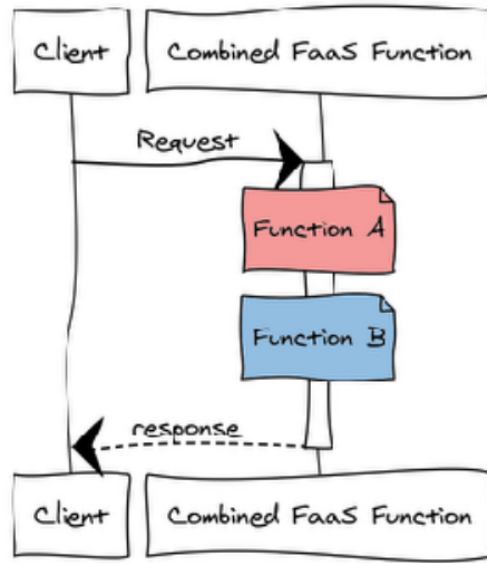 Client
Combined FaaS Function
Request
Function A
Function B
response
Client
Combined FaaS Function